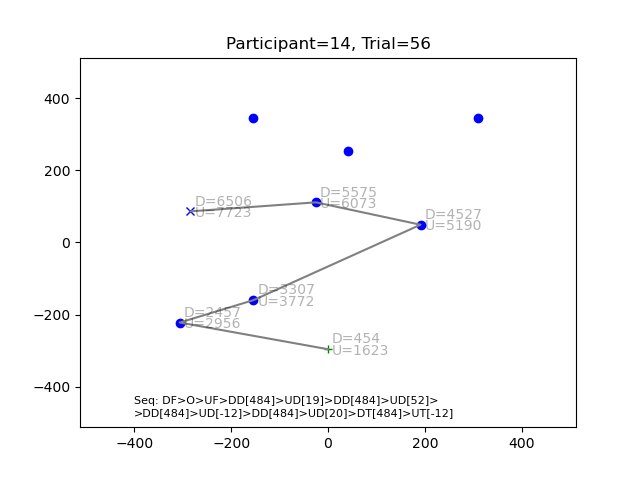 Participant=14, Trial=56
400
200
0
−200
−400
D=6506
U=7723
D=5575
U=6073
D=4527
U=5190
D=3307
U=3772
D=2457
U=2956
D=454
U=1623
Seq: DF>O>UF>DD[484]>UD[19]>DD[484]>UD[52]>
>DD[484]>UD[-12]>DD[484]>UD[20]>DT[484]>UT[-12]
−400 −200 0 200 400